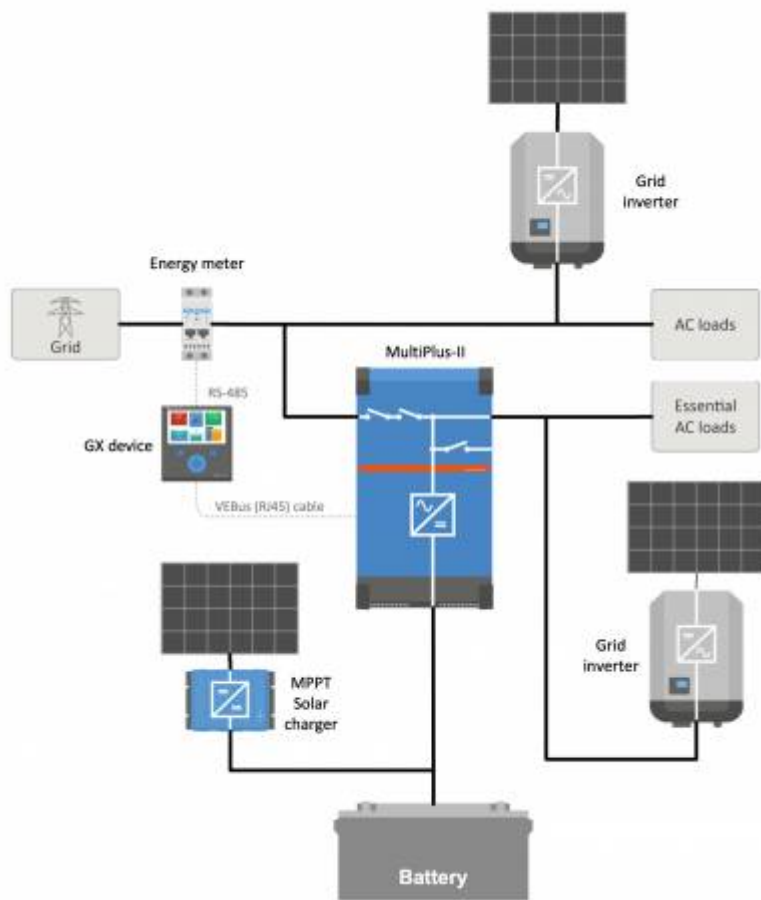 Grid
inverter
Energy meter
Grid
AC loads
MultiPlus-II
RS-485
Essential
AC loads
GX device
VEBus (RJ45) cable
Grid
inverter
MPPT
Solar
charger
Battery